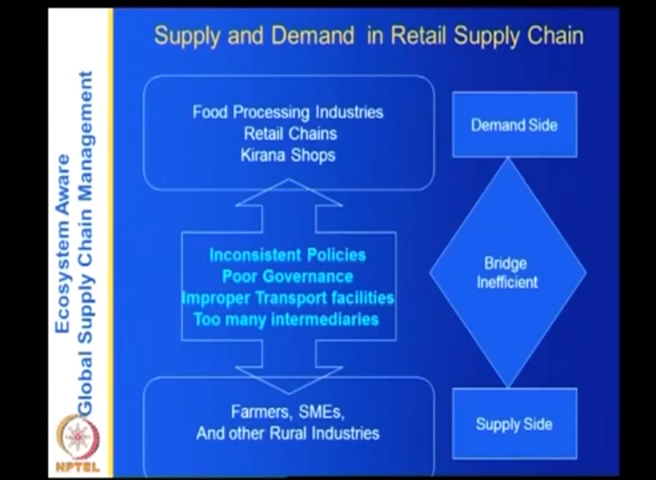 Supply and Demand in Retail Supply Chain
Ecosystem Aware
Global Supply Chain Management
Food Processing Industries
Retail Chains
Kirana Shops
Demand Side
Inconsistent Policies
Poor Governance
Improper Transport facilities
Too many intermediaries
Bridge
Inefficient
Farmers, SMEs,
And other Rural Industries
Supply Side
NPTEL